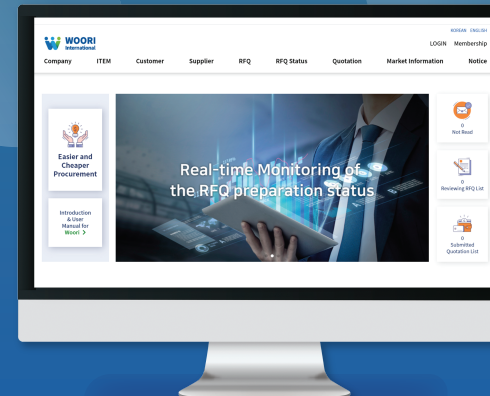 KOREAN ENGLISH
WOORI
International
LOGIN Membership
Company ITEM Customer Supplier RFQ RFQ Status Quotation Market Information Notice
Easier and
Cheaper
Procurement
Introduction
& User
Manual for
Woori >
Real-time Monitoring of
the RFQ preparation status
0
Not Read
0
Reviewing RFQ List
0
Submitted
Quotation List